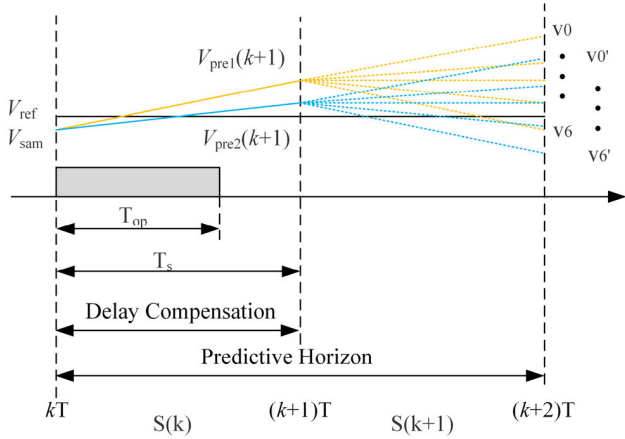 v0
Vpre1(k+1)
v0'
Vref
Vsam
Vpre2(k+1)
v6
v6'
Top
Ts
Delay Compensation
Predictive Horizon
kT
(k+1)T
(k+2)T
S(k)
S(k+1)